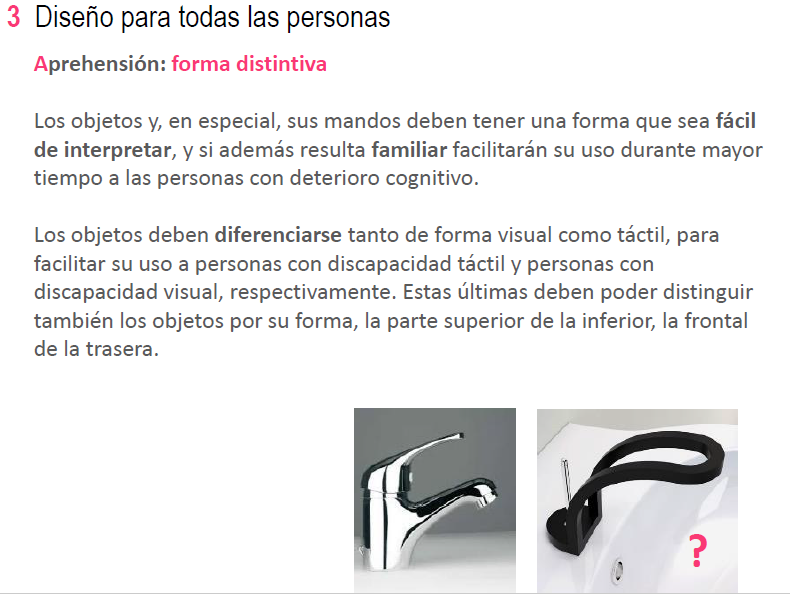 3 Diseño para todas las personas
Aprehensión: forma distintiva
Los objetos y, en especial, sus mandos deben tener una forma que sea fácil
de interpretar, y si además resulta familiar facilitarán su uso durante mayor
tiempo a las personas con deterioro cognitivo.
Los objetos deben diferenciarse tanto de forma visual como táctil, para
facilitar su uso a personas con discapacidad táctil y personas con
discapacidad visual, respectivamente. Estas últimas deben poder distinguir
también los objetos por su forma, la parte superior de la inferior, la frontal
de la trasera.
?